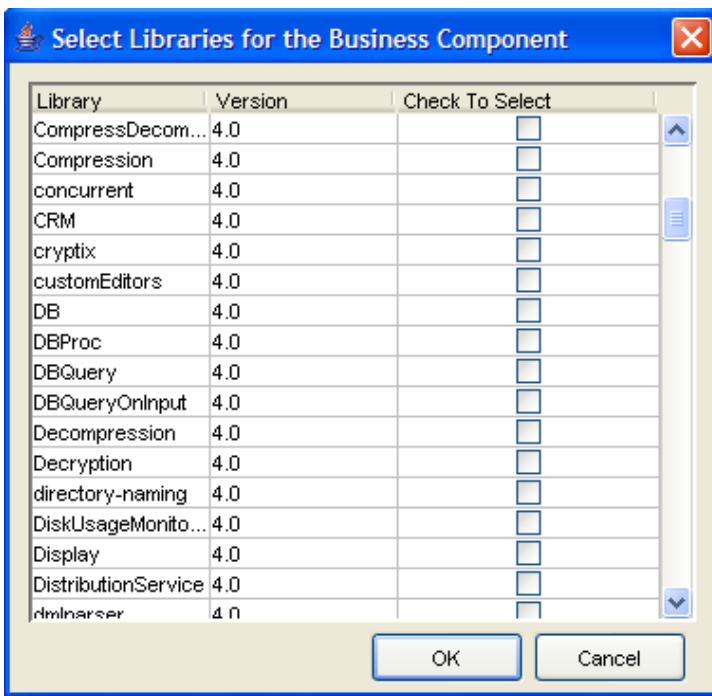 Select Libraries for the Business Component
Library Version Check To Select
CompressDecom... 4.0
Compression 4.0
concurrent 4.0
CRM 4.0
cryptix 4.0
customEditors 4.0
DB 4.0
DBProc 4.0
DBQuery 4.0
DBQueryOnInput 4.0
Decompression 4.0
Decryption 4.0
directory-naming 4.0
DiskUsageMonito... 4.0
Display 4.0
DistributionService 4.0
dmlparser 4.0
OK Cancel